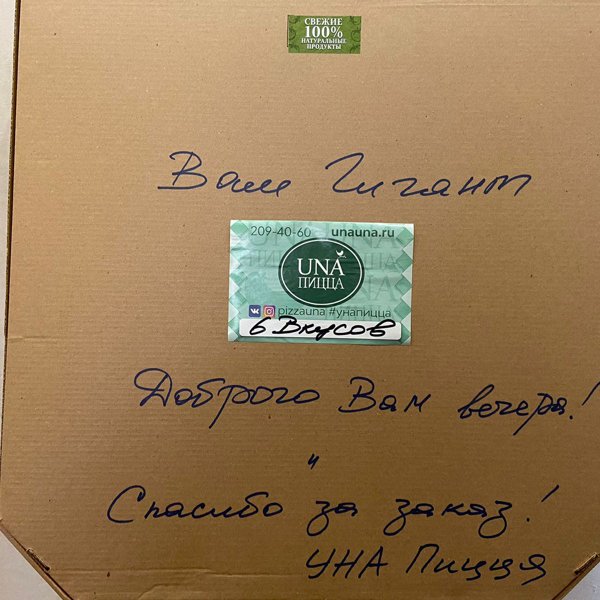 СВЕЖИЕ
100%
НАТУРАЛЬНЫЕ
ПРОДУКТЫ
Ваш Гигант
209-40-60 unauna.ru
UNA
ПИЦЦА
pizzauna #унапицца
6 Вкусов
Доброго Вам вечера!
и
Спасибо за заказ!
УНА Пицца